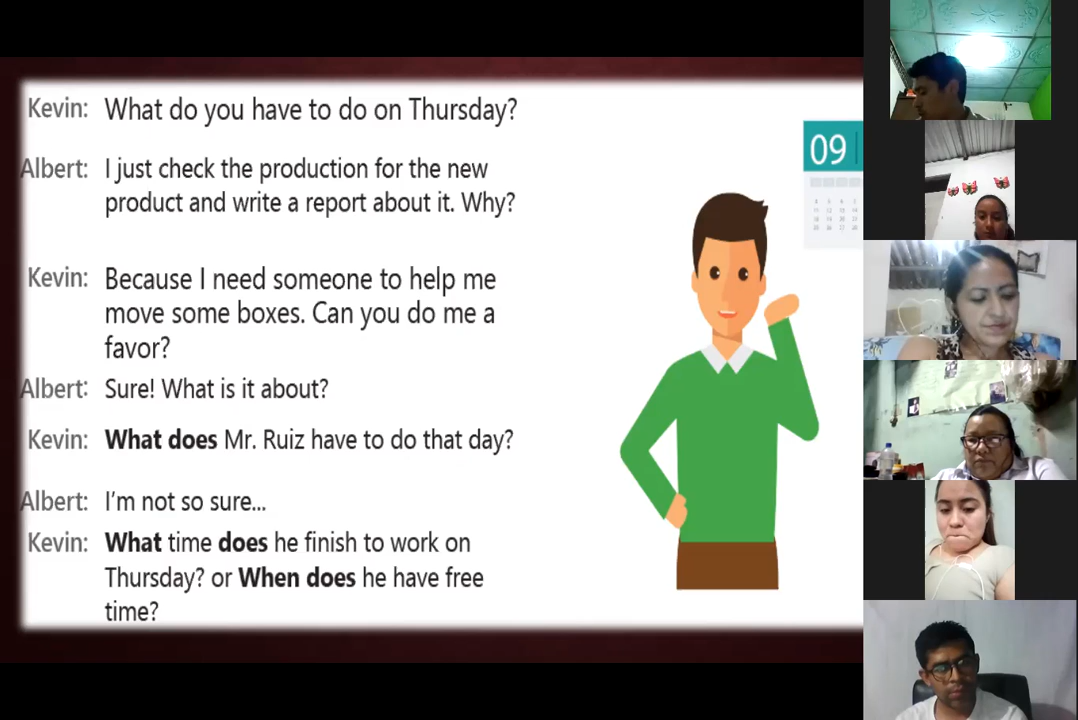 Kevin: What do you have to do on Thursday?
09
Albert: I just check the production for the new
product and write a report about it. Why?
Kevin: Because I need someone to help me
move some boxes. Can you do me a
favor?
Albert: Sure! What is it about?
Kevin: What does Mr. Ruiz have to do that day?
Albert: I'm not so sure...
Kevin: What time does he finish to work on
Thursday? or When does he have free
time?